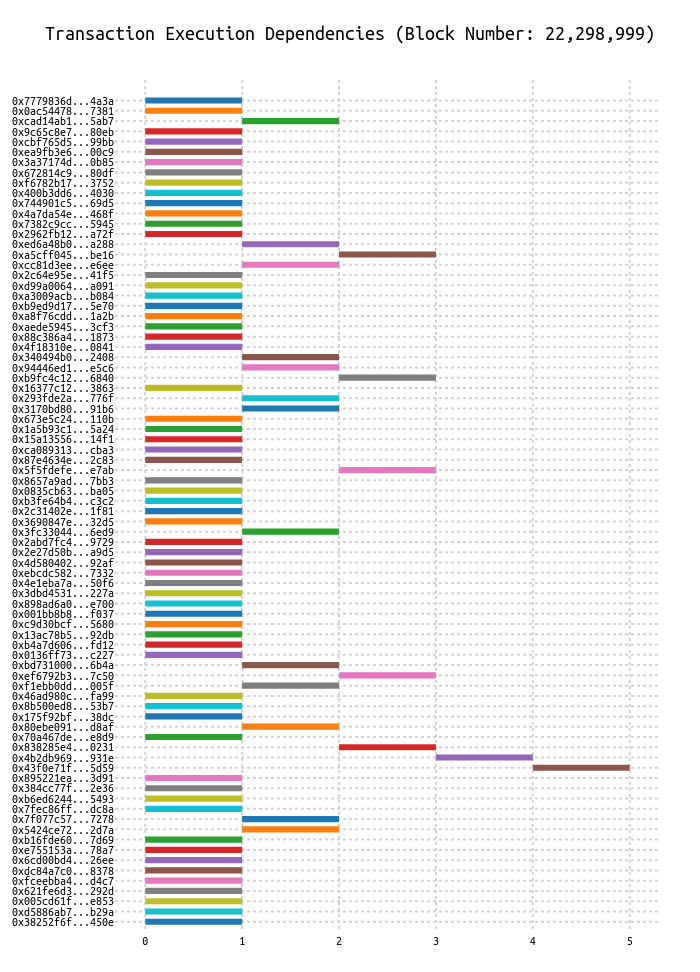 Transaction Execution Dependencies (Block Number: 22,298,999)
0x7779836d...4a3a
0x0ac54478...7381
0xcad14ab1...5ab7
0x9c65c8e7...80eb
0xcbf765d5...99bb
0xea9fb3e6...00c9
0x3a37174d...0b85
0x672814c9...80df
0xf6782b17...3752
0x400b3dd6...4030
0x744901c5...69d5
0x4a7da54e...468f
0x7382c9cc...5945
0x2962fb12...a72f
0xed6a48b0...a288
0xa5cff045...be16
0xcc81d3ee...e6ee
0x2c64e95e...41f5
0xd99a0064...a091
0xa3009acb...b084
0xb9ed9d17...5e70
0xa8f76cdd...1a2b
0xaede5945...3cf3
0x88c386a4...1873
0x4f18310e...0841
0x340494b0...2408
0x94446ed1...e5c6
0xb9fc4c12...6840
0x16377c12...3863
0x293fde2a...776f
0x3170bd80...91b6
0x673e5c24...110b
0x1a5b93c1...5a24
0x15a13556...14f1
0xca089313...cba3
0x87e4634e...2c83
0x5f5fdefe...e7ab
0x8657a9ad...7bb3
0x0835cb63...ba05
0xb3fe64b4...c3c2
0x2c31402e...1f81
0x3690847e...32d5
0x3fc33044...6ed9
0x2abd7fc4...9729
0x2e27d50b...a9d5
0x4d580402...92af
0xebcdc582...7332
0x4e1eba7a...50f6
0x3dbd4531...227a
0x898ad6a0...e700
0x001bb8b8...f037
0xc9d30bcf...5680
0x13ac78b5...92db
0xb4a7d606...fd12
0x0136ff73...c227
0xbd731000...6b4a
0xef6792b3...7c50
0xf1ebb0dd...005f
0x46ad980c...fa99
0x8b500ed8...53b7
0x175f92bf...38dc
0x80ebe091...d8af
0x70a467de...e8d9
0x838285e4...0231
0x4b2db969...931e
0x43f0e71f...5d59
0x895221ea...3d91
0x384cc77f...2e36
0xb6ed6244...5493
0x7fec86ff...dc8a
0x7f077c57...7278
0x5424ce72...2d7a
0xb16fde60...7d69
0xe755153a...78a7
0x6cd00bd4...26ee
0xdc84a7c0...8378
0xfceebba4...d4c7
0x621fe6d3...292d
0x005cd61f...e853
0xd5886ab7...b29a
0x38252f6f...450e
0 1 2 3 4 5